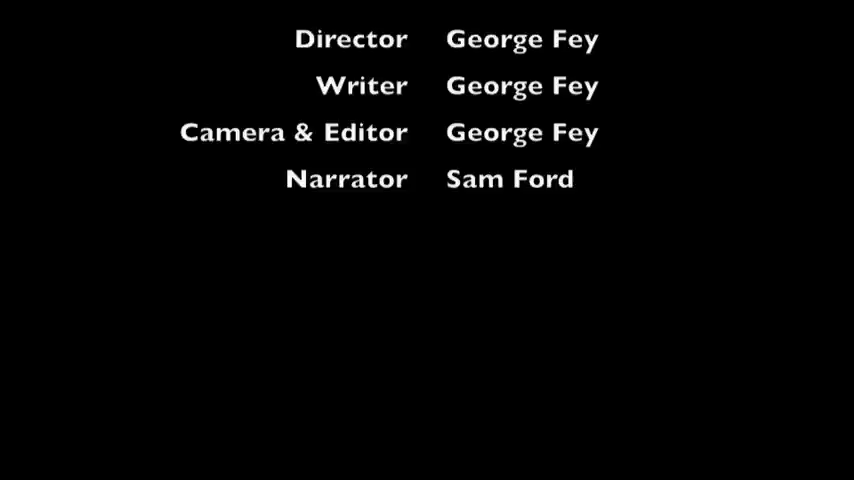 Director George Fey
Writer George Fey
Camera & Editor George Fey
Narrator Sam Ford